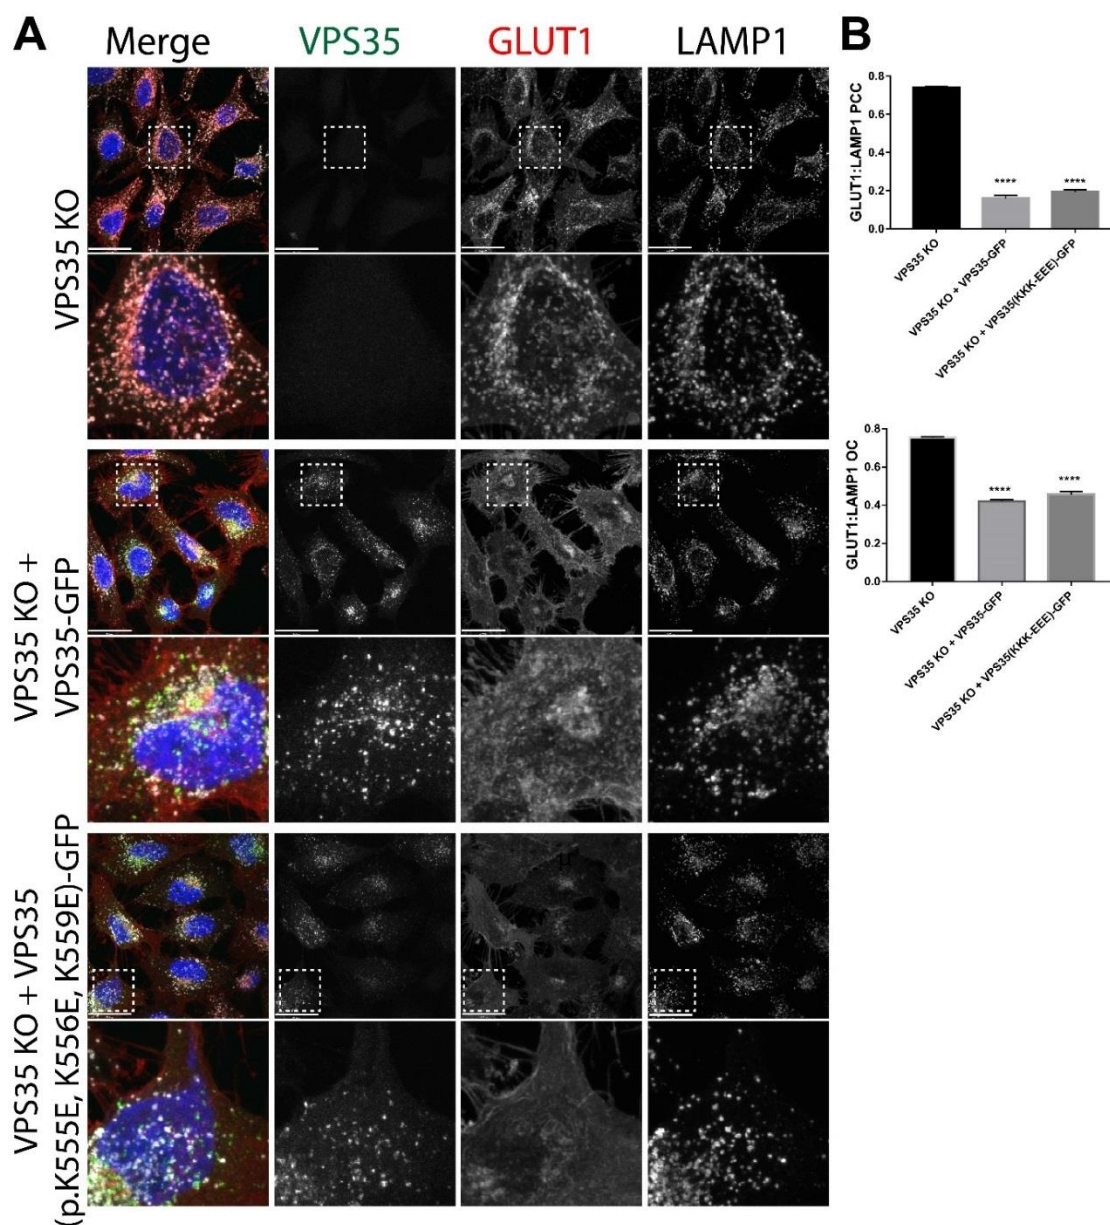 A
Merge VPS35 GLUT1 LAMP1
VPS35 KO
VPS35 KO +
VPS35-GFP
VPS35 KO + VPS35
(p.K555E, K556E, K559E)-GFP
B
GLUT1:LAMP1 PCC
0.8
0.6
0.4
0.2
0.0
****
****
VPS35 KO
VPS35 KO + VPS35-GFP
VPS35 KO + VPS35(KKK-EEE)-GFP
GLUT1:LAMP1 OC
0.8
0.6
0.4
0.2
0.0
****
****
VPS35 KO
VPS35 KO + VPS35-GFP
VPS35 KO + VPS35(KKK-EEE)-GFP